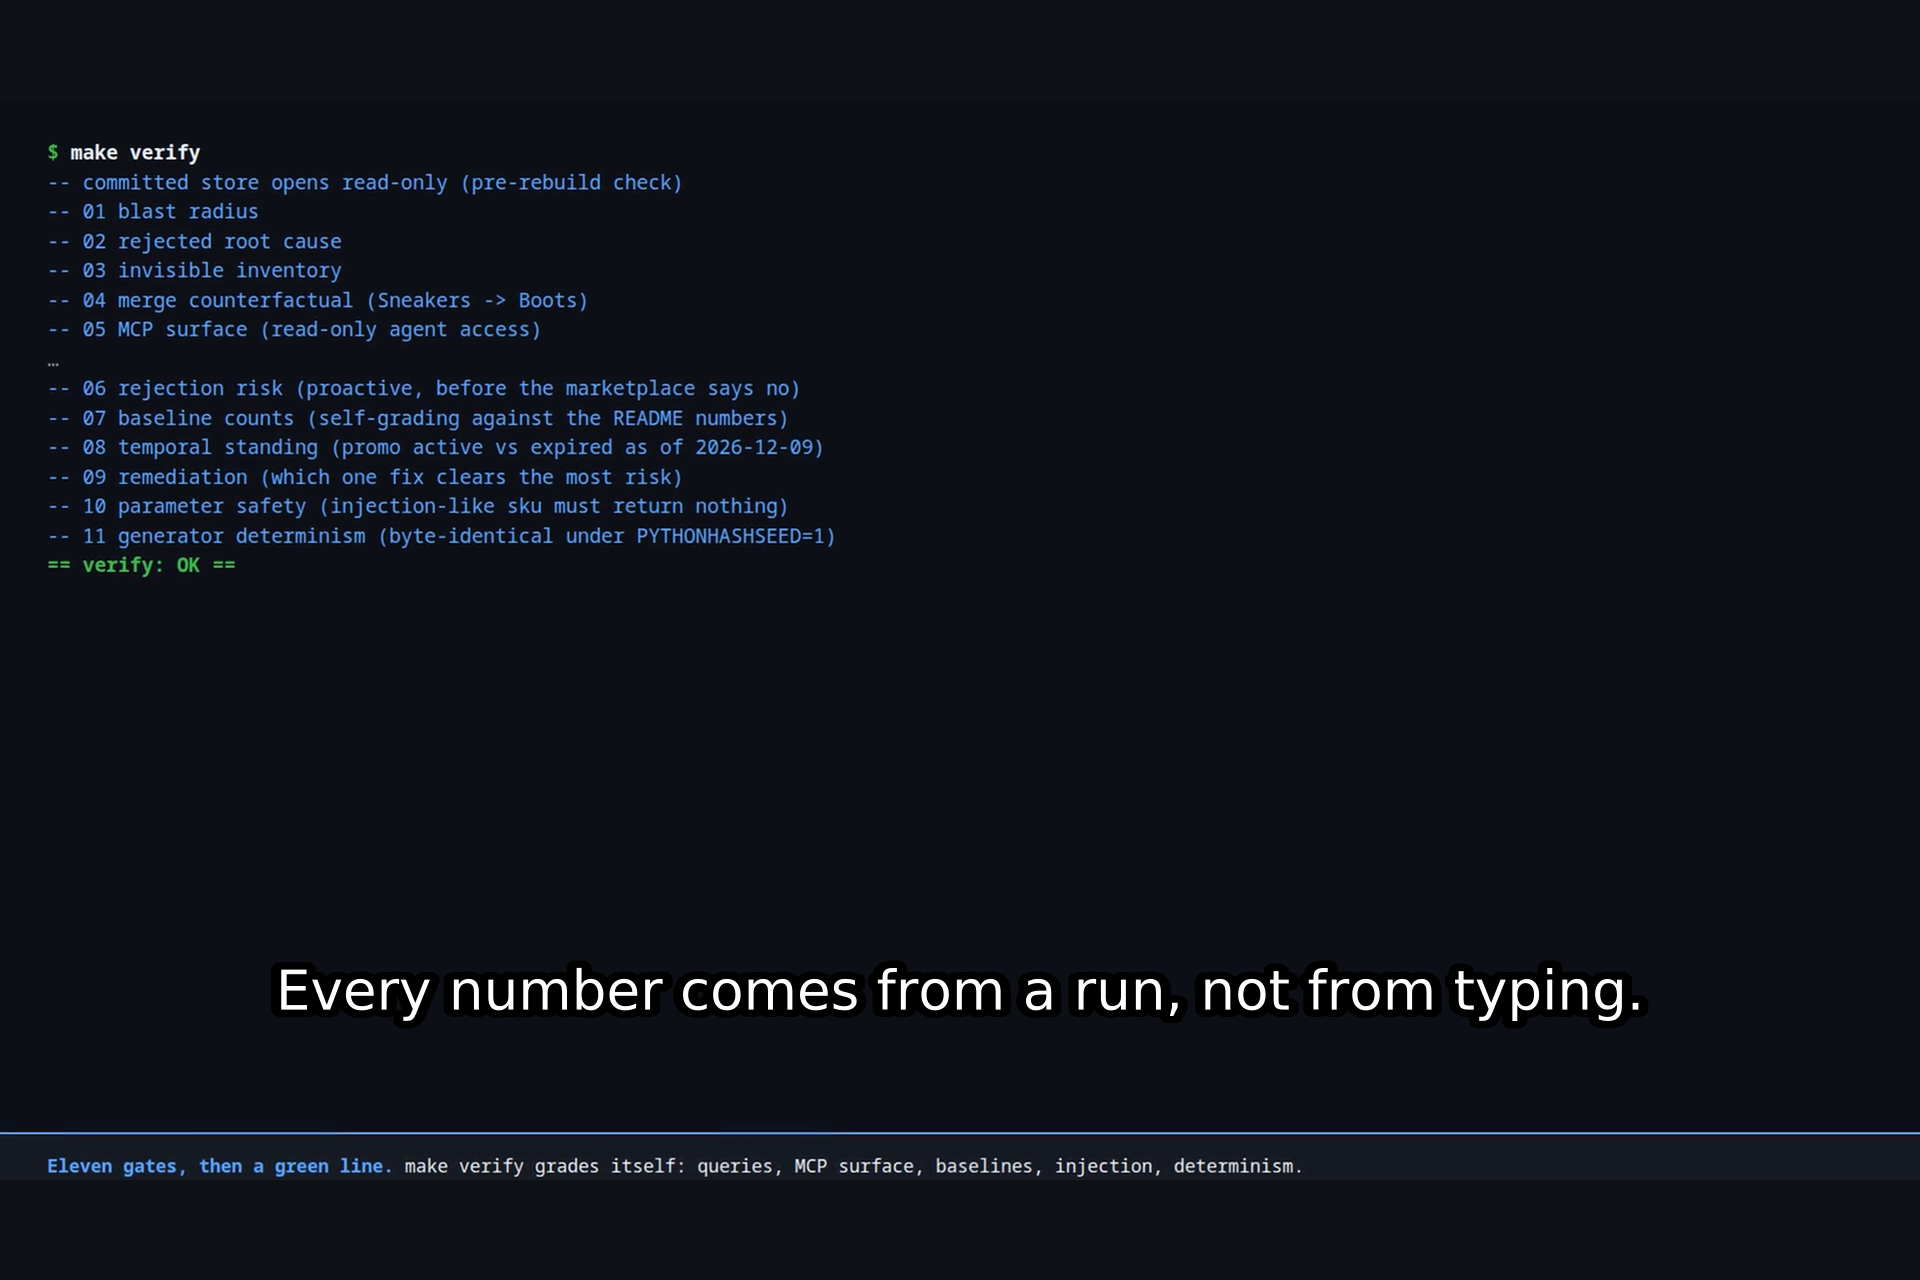 $ make verify
-- committed store opens read-only (pre-rebuild check)
-- 01 blast radius
-- 02 rejected root cause
-- 03 invisible inventory
-- 04 merge counterfactual (Sneakers -> Boots)
-- 05 MCP surface (read-only agent access)
…
-- 06 rejection risk (proactive, before the marketplace says no)
-- 07 baseline counts (self-grading against the README numbers)
-- 08 temporal standing (promo active vs expired as of 2026-12-09)
-- 09 remediation (which one fix clears the most risk)
-- 10 parameter safety (injection-like sku must return nothing)
-- 11 generator determinism (byte-identical under PYTHONHASHSEED=1)
== verify: OK ==
Every number comes from a run, not from typing.
Eleven gates, then a green line. make verify grades itself: queries, MCP surface, baselines, injection, determinism.